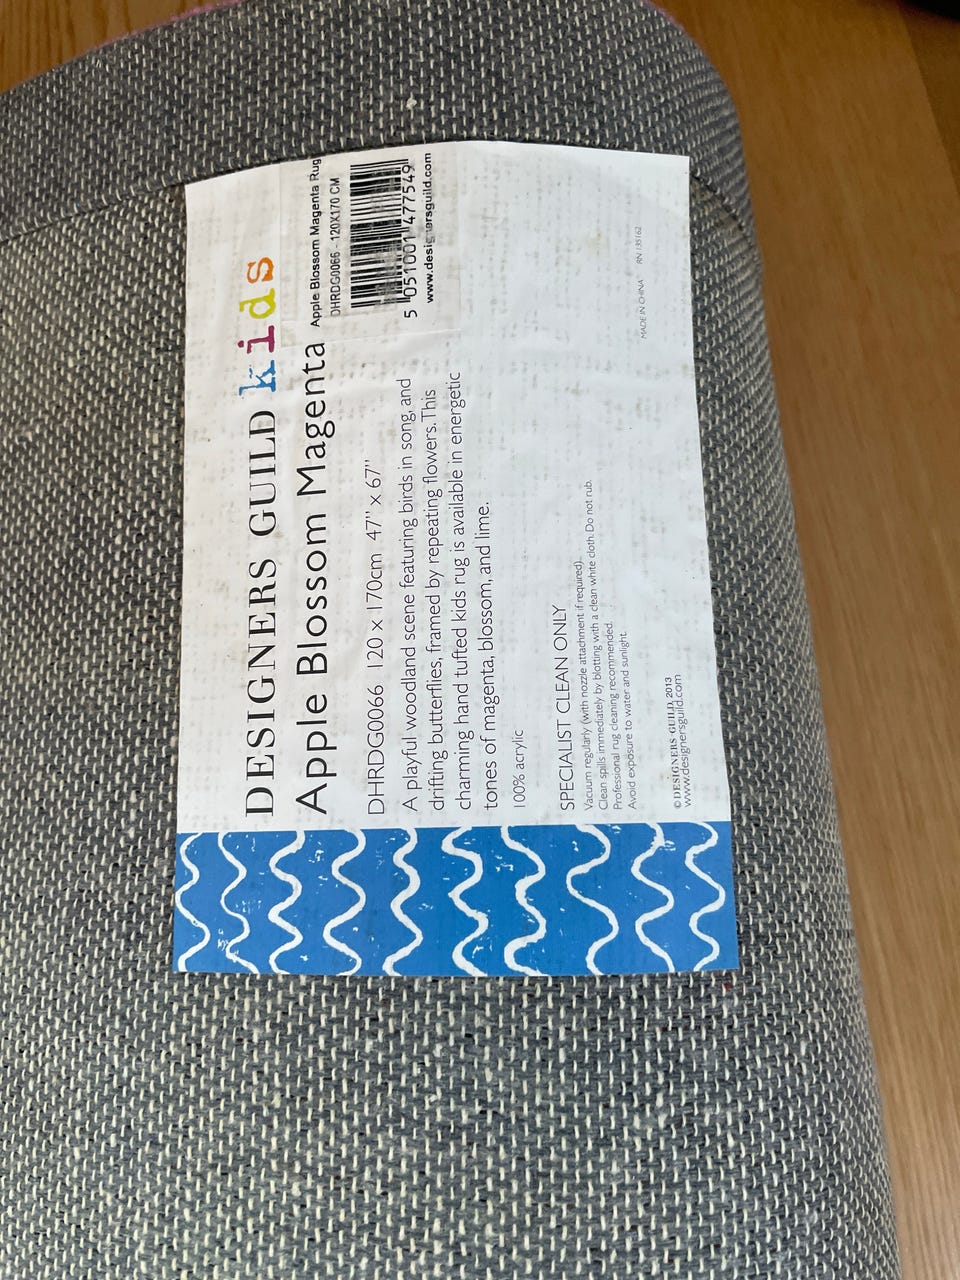 DESIGNERS GUILD kids
Apple Blossom Magenta
Apple Blossom Magenta Rug
DHRDG0066 - 120X170 CM
5 051001 477549
www.designersguild.com
DHRDG0066 120 x 170cm 47" x 67"
A playful woodland scene featuring birds in song, and
drifting butterflies, framed by repeating flowers. This
charming hand tufted kids rug is available in energetic
tones of magenta, blossom, and lime.
100% acrylic
SPECIALIST CLEAN ONLY
Vacuum regularly (with nozzle attachment if required).
Clean spills immediately by blotting with a clean white cloth. Do not rub.
Professional rug cleaning recommended.
Avoid exposure to water and sunlight.
MADE IN CHINA RN 135162
© DESIGNERS GUILD, 2013
www.designersguild.com